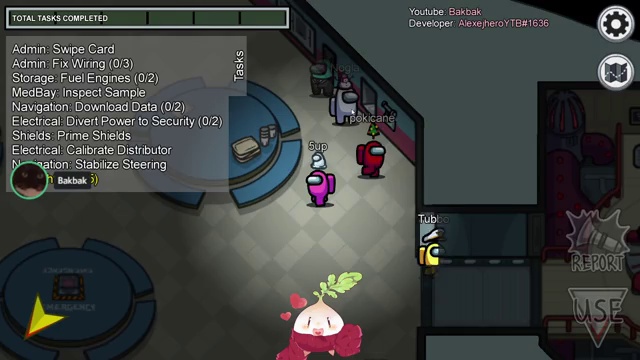 TOTAL TASKS COMPLETED
Youtube: Bakbak
Developer: AlexejheroYTB#1636
Tasks
Admin: Swipe Card
Admin: Fix Wiring (0/3)
Storage: Fuel Engines (0/2)
MedBay: Inspect Sample
Navigation: Download Data (0/2)
Electrical: Divert Power to Security (0/2)
Shields: Prime Shields
Electrical: Calibrate Distributor
Navigation: Stabilize Steering
Bakbak
pokicane
5up
Tubbo
EMERGENCY
REPORT
USE